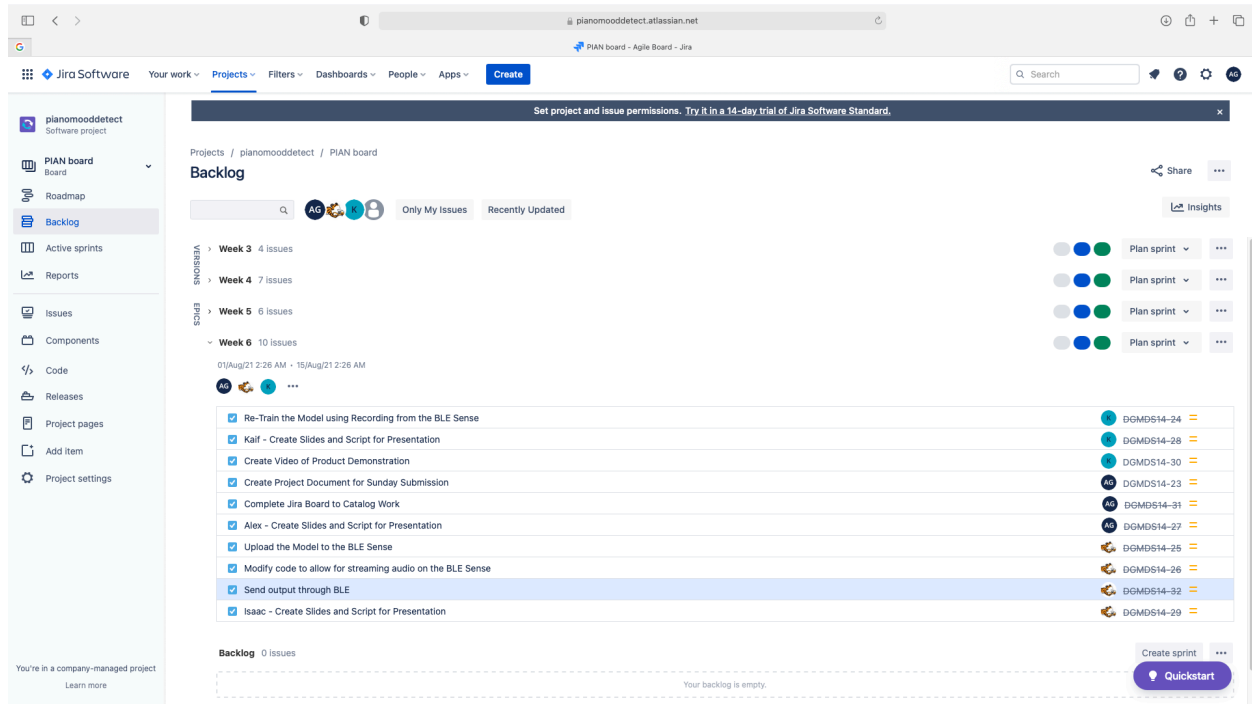 pianomooddetect.atlassian.net
G
PIAN board - Agile Board - Jira
Jira Software Your work Projects Filters Dashboards People Apps Create Search AG
Set project and issue permissions. Try it in a 14-day trial of Jira Software Standard. ×
pianomooddetect
Software project
PIAN board
Board
Roadmap
Backlog
Active sprints
Reports
Issues
Components
Code
Releases
Project pages
Add item
Project settings
You're in a company-managed project
Learn more
Projects / pianomooddetect / PIAN board
Backlog
Share
AG K Only My Issues Recently Updated Insights
VERSIONS
EPICS
Week 3 4 issues Plan sprint
Week 4 7 issues Plan sprint
Week 5 6 issues Plan sprint
Week 6 10 issues Plan sprint
01/Aug/21 2:26 AM • 15/Aug/21 2:26 AM
AG K
Re-Train the Model using Recording from the BLE Sense K DGMDS14-24
Kaif - Create Slides and Script for Presentation K DGMDS14-28
Create Video of Product Demonstration K DGMDS14-30
Create Project Document for Sunday Submission AG DGMDS14-23
Complete Jira Board to Catalog Work AG DGMDS14-31
Alex - Create Slides and Script for Presentation AG DGMDS14-27
Upload the Model to the BLE Sense DGMDS14-25
Modify code to allow for streaming audio on the BLE Sense DGMDS14-26
Send output through BLE DGMDS14-32
Isaac - Create Slides and Script for Presentation DGMDS14-29
Backlog 0 issues Create sprint
Your backlog is empty.
Quickstart